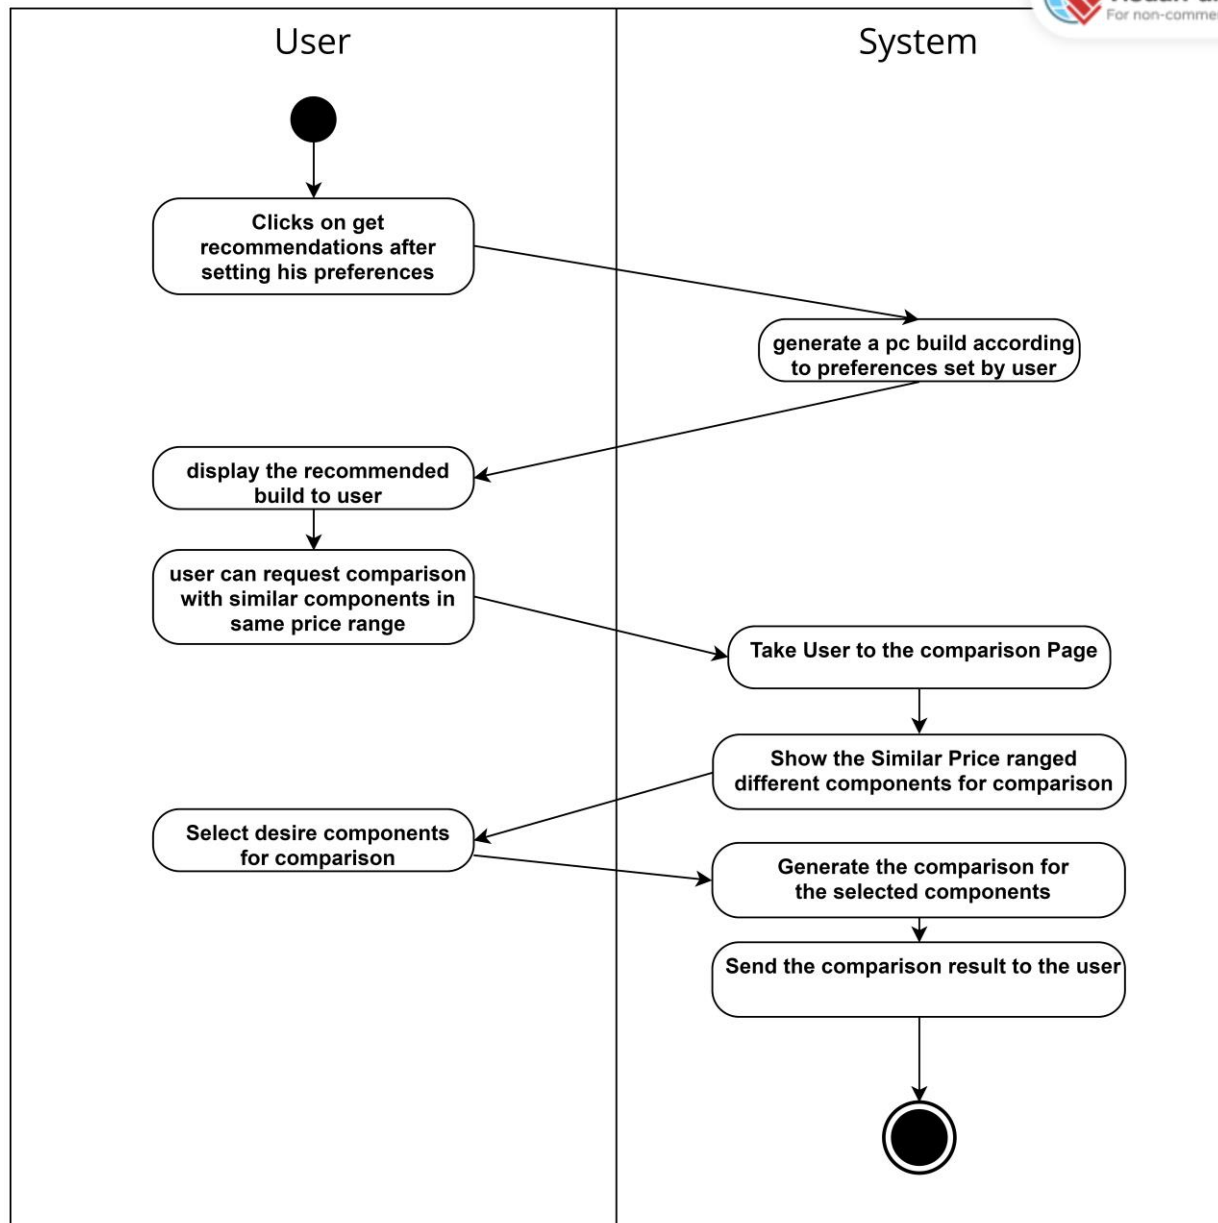 User
System
For non-comme
Clicks on get
recommendations after
setting his preferences
generate a pc build according
to preferences set by user
display the recommended
build to user
user can request comparison
with similar components in
same price range
Take User to the comparison Page
Show the Similar Price ranged
different components for comparison
Select desire components
for comparison
Generate the comparison for
the selected components
Send the comparison result to the user